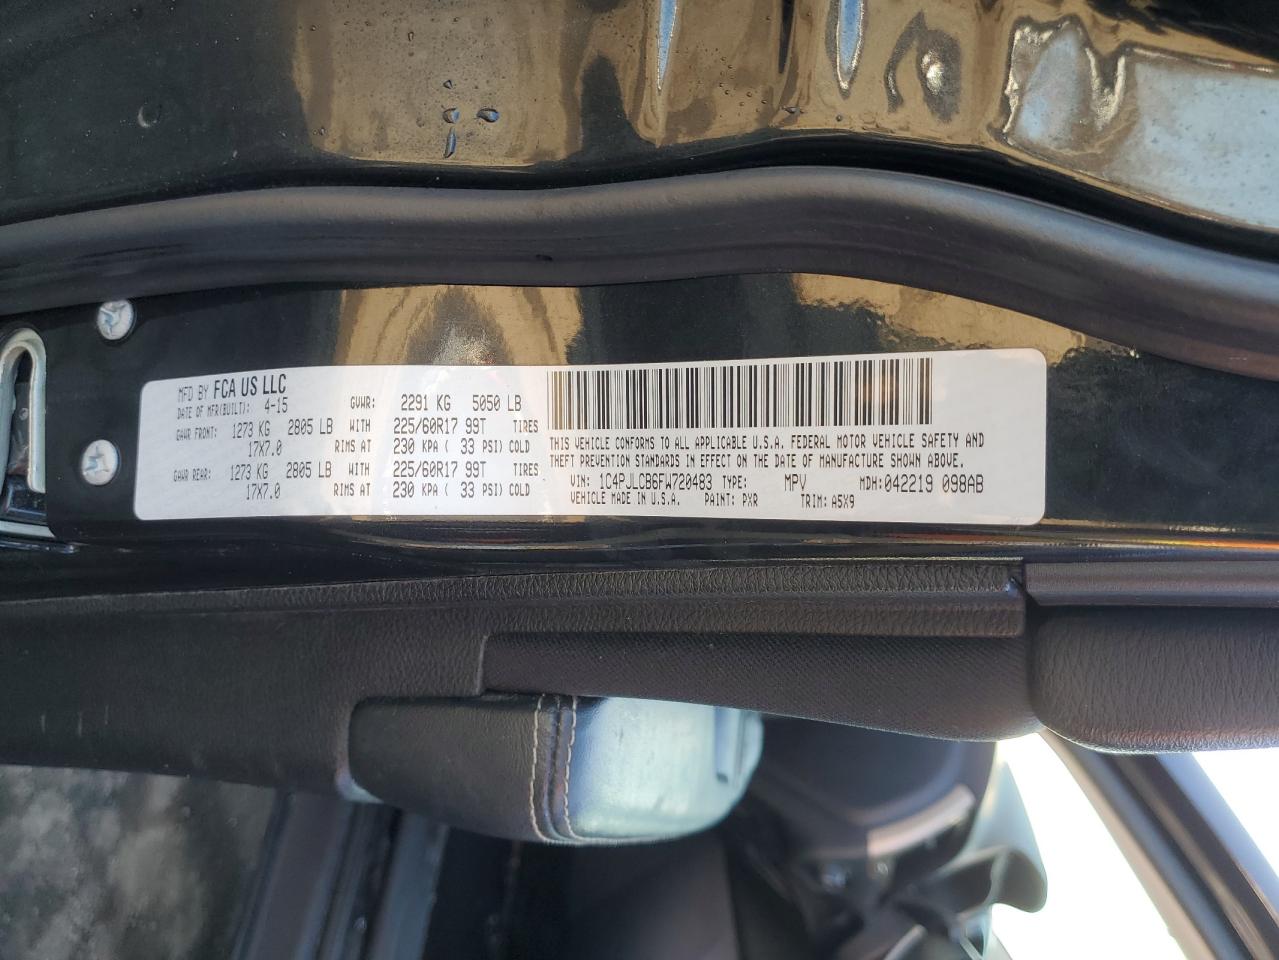 MFD BY FCA US LLC
DATE OF MFR(BUILT): 4-15 GVWR: 2291 KG 5050 LB
GAWR FRONT: 1273 KG 2805 LB WITH 225/60R17 99T TIRES
17X7.0 RIMS AT 230 KPA ( 33 PSI) COLD
GAWR REAR: 1273 KG 2805 LB WITH 225/60R17 99T TIRES
17X7.0 RIMS AT 230 KPA ( 33 PSI) COLD
THIS VEHICLE CONFORMS TO ALL APPLICABLE U.S.A. FEDERAL MOTOR VEHICLE SAFETY AND
THEFT PREVENTION STANDARDS IN EFFECT ON THE DATE OF MANUFACTURE SHOWN ABOVE.
VIN: 1C4PJLCB6FW720483 TYPE: MPV MDH: 042219 098AB
VEHICLE MADE IN U.S.A. PAINT: PXR TRIM: A5X9